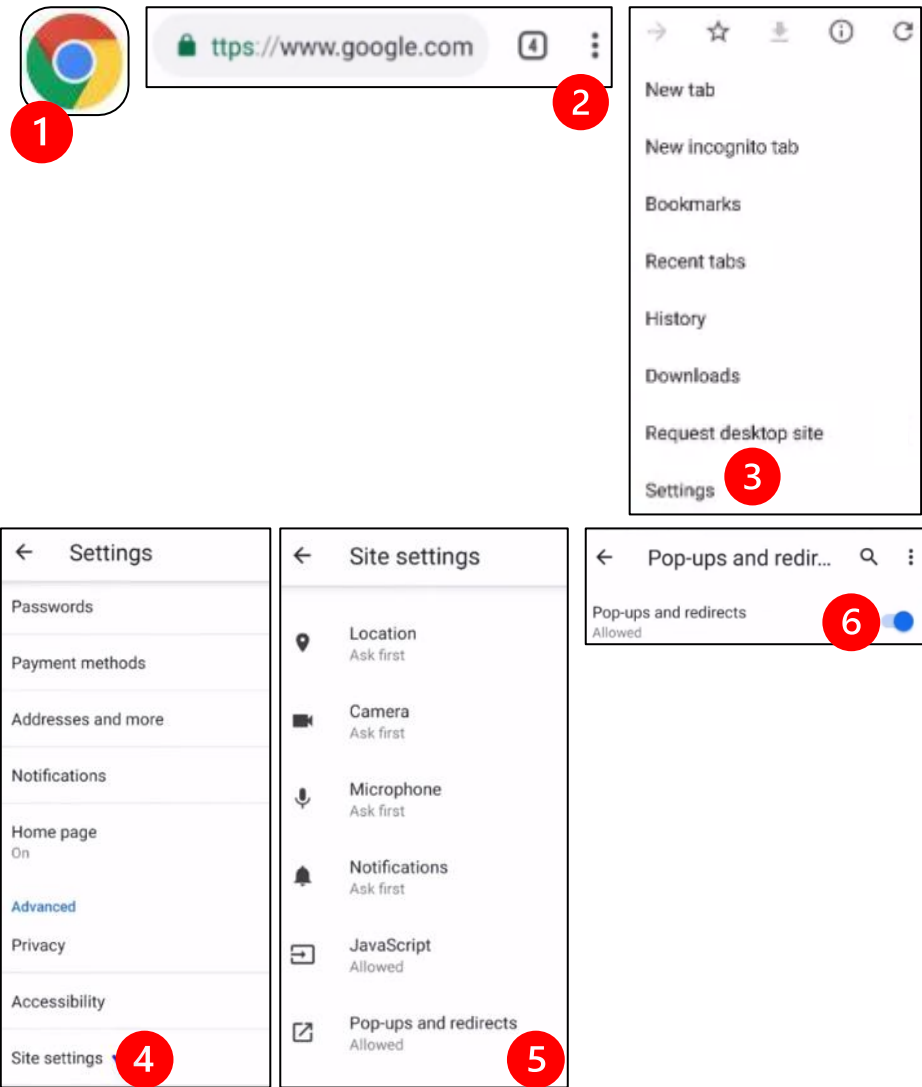 1
ttps://www.google.com
4
2
New tab
New incognito tab
Bookmarks
Recent tabs
History
Downloads
Request desktop site
Settings
3
Settings
Passwords
Payment methods
Addresses and more
Notifications
Home page
On
Advanced
Privacy
Accessibility
Site settings
4
Site settings
Location
Ask first
Camera
Ask first
Microphone
Ask first
Notifications
Ask first
JavaScript
Allowed
Pop-ups and redirects
Allowed
5
Pop-ups and redir...
Pop-ups and redirects
Allowed
6